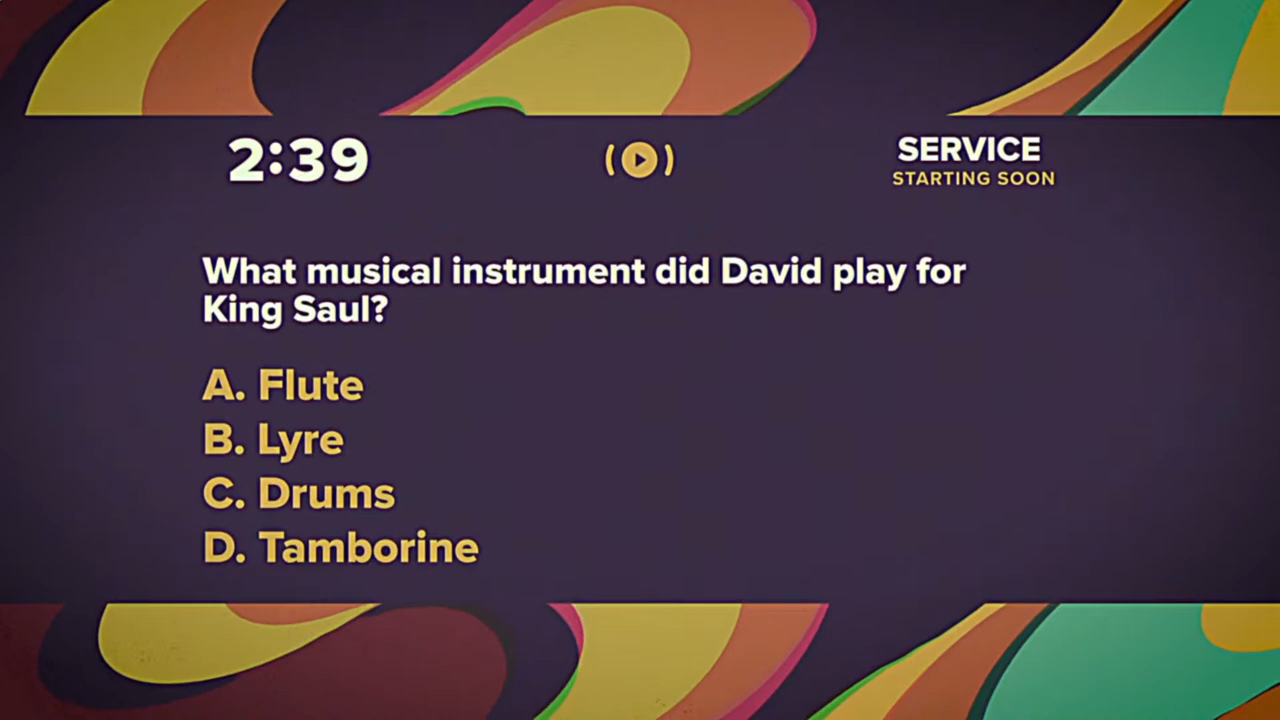 2:39
SERVICE
STARTING SOON
What musical instrument did David play for
King Saul?
A. Flute
B. Lyre
C. Drums
D. Tamborine